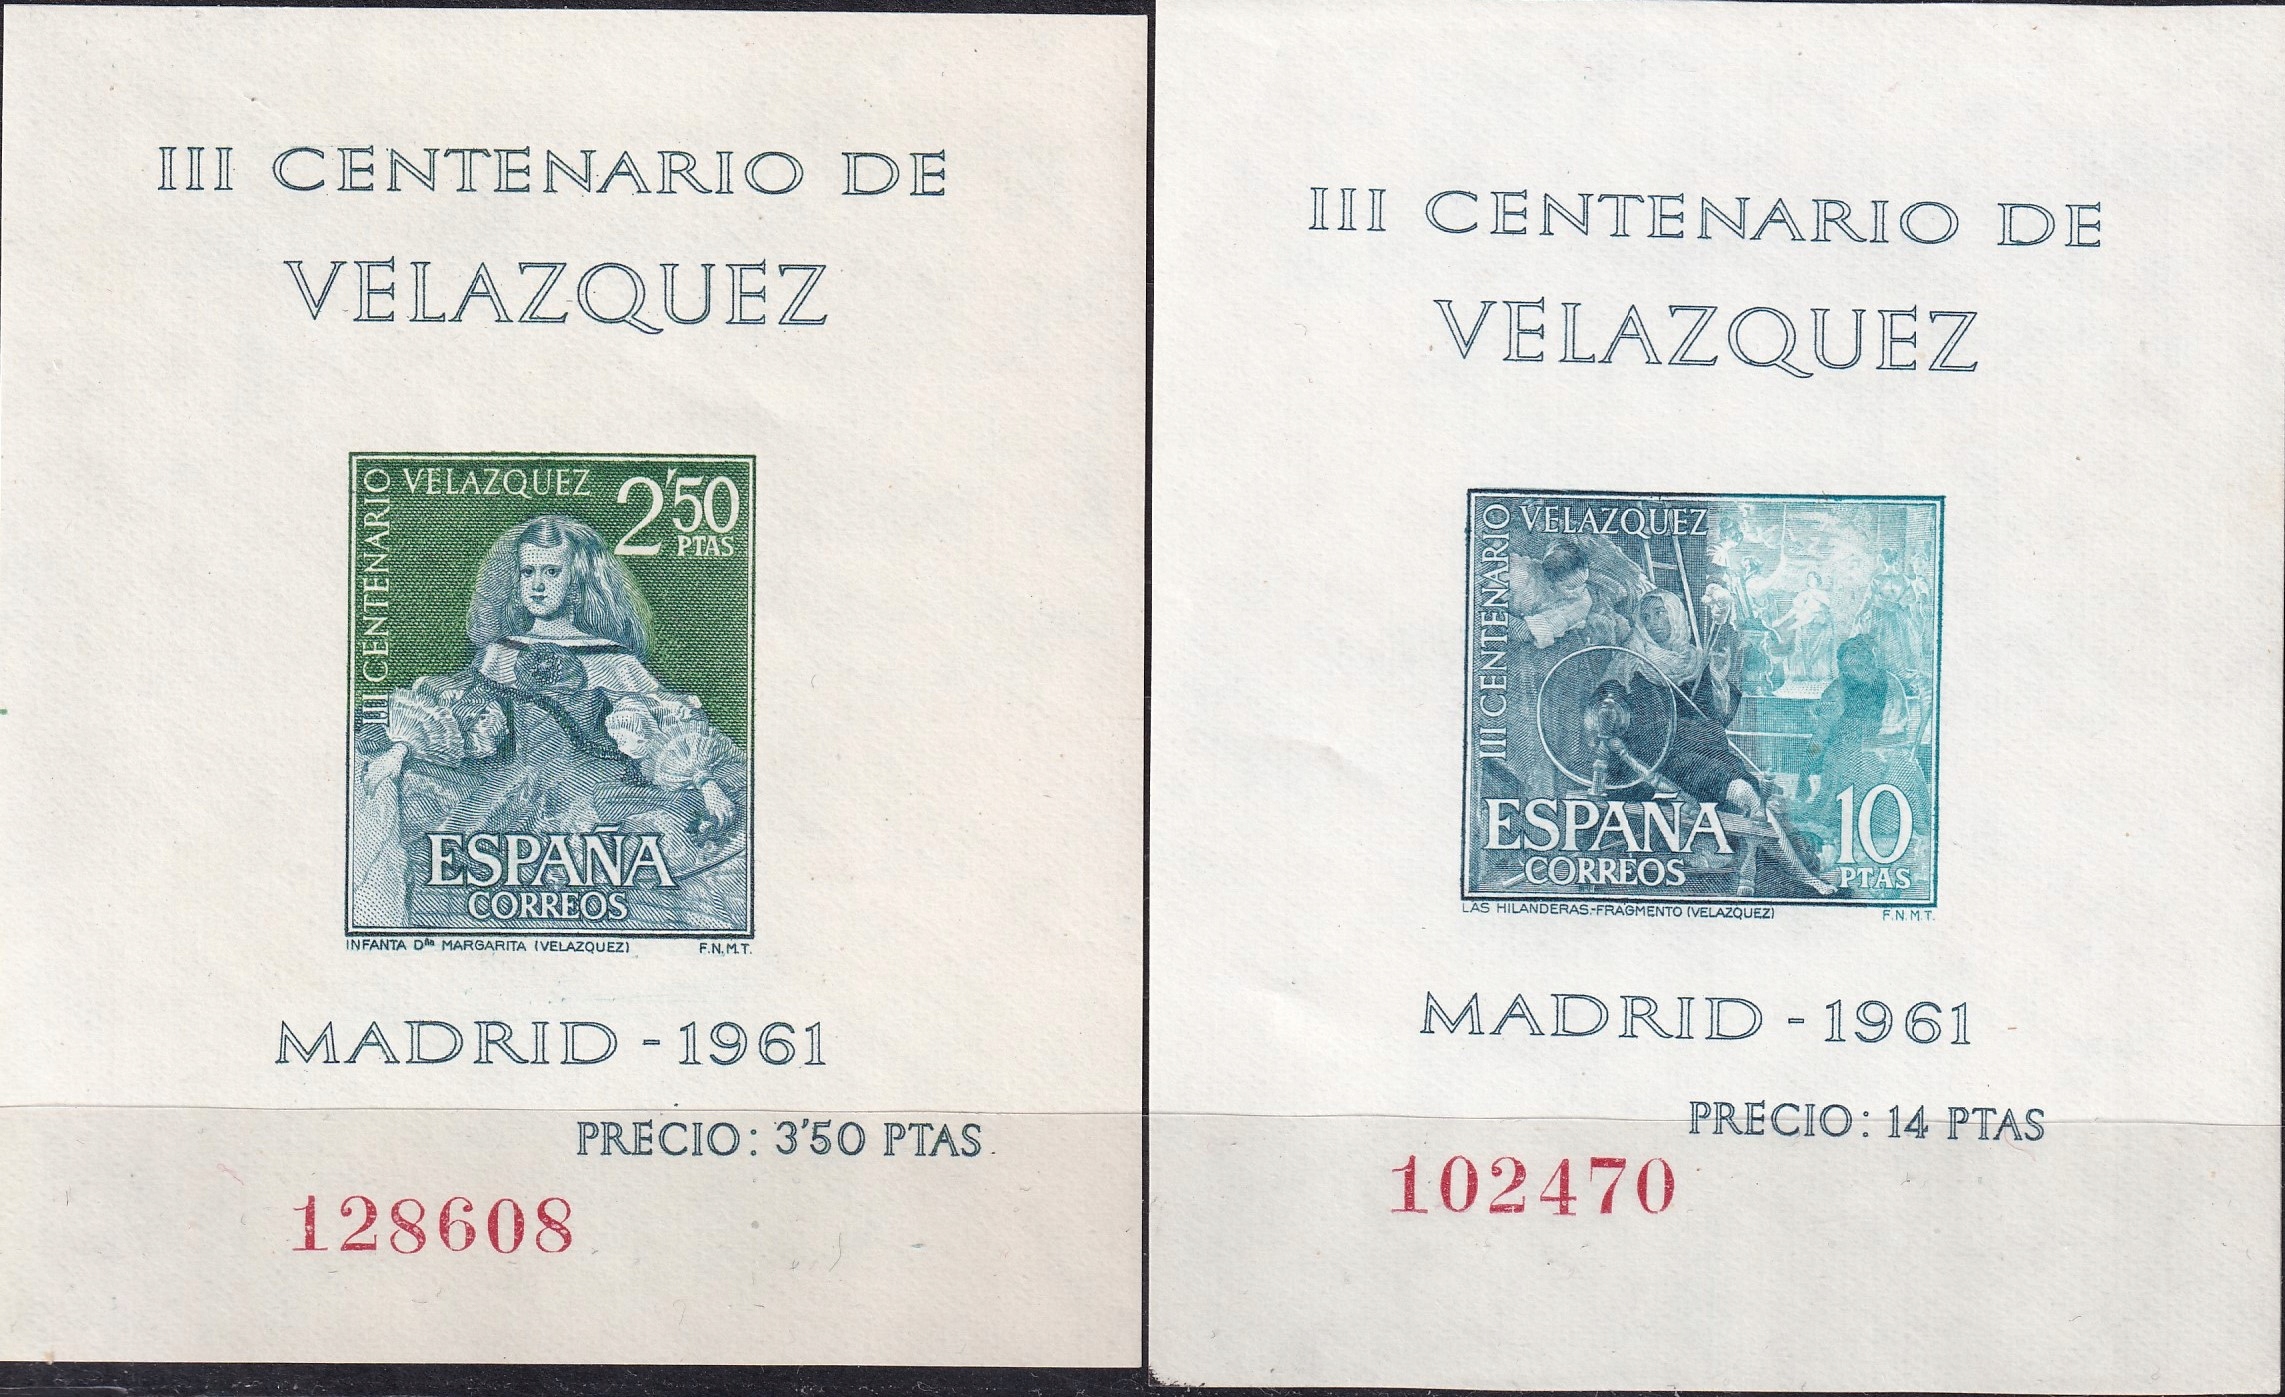 III CENTENARIO DE
VELAZQUEZ
III CENTENARIO
VELAZQUEZ
2'50
PTAS
ESPAÑA
CORREOS
INFANTA Dña MARGARITA (VELAZQUEZ)
F.N.M.T.
MADRID - 1961
PRECIO: 3'50 PTAS.
128608
III CENTENARIO DE
VELAZQUEZ
III CENTENARIO
VELAZQUEZ
ESPAÑA
CORREOS
10
PTAS
LAS HILANDERAS.-FRAGMENTO (VELAZQUEZ)
F.N.M.T.
MADRID - 1961
PRECIO: 14 PTAS
102470